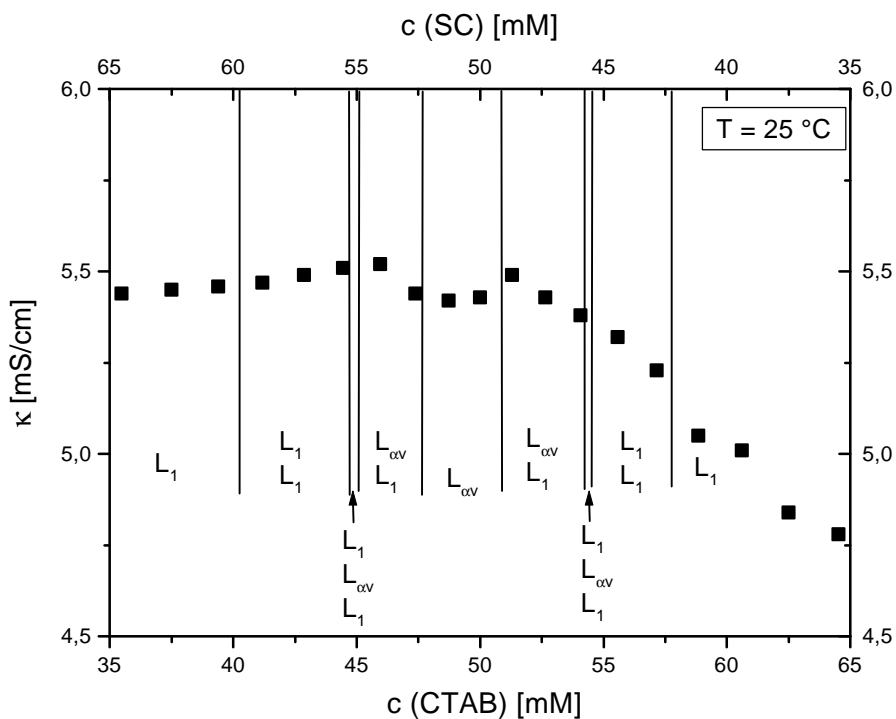 c (SC) [mM]
65 60 55 50 45 40 35
6,0 6,0
T = 25 °C
5,5 5,5
κ [mS/cm]
L₁ Lαv L₁ Lαv L₁
L₁ L₁ L₁ Lαv L₁ L₁ L₁
5,0 5,0
L₁ L₁
Lαv Lαv
L₁ L₁
4,5 4,5
35 40 45 50 55 60 65
c (CTAB) [mM]